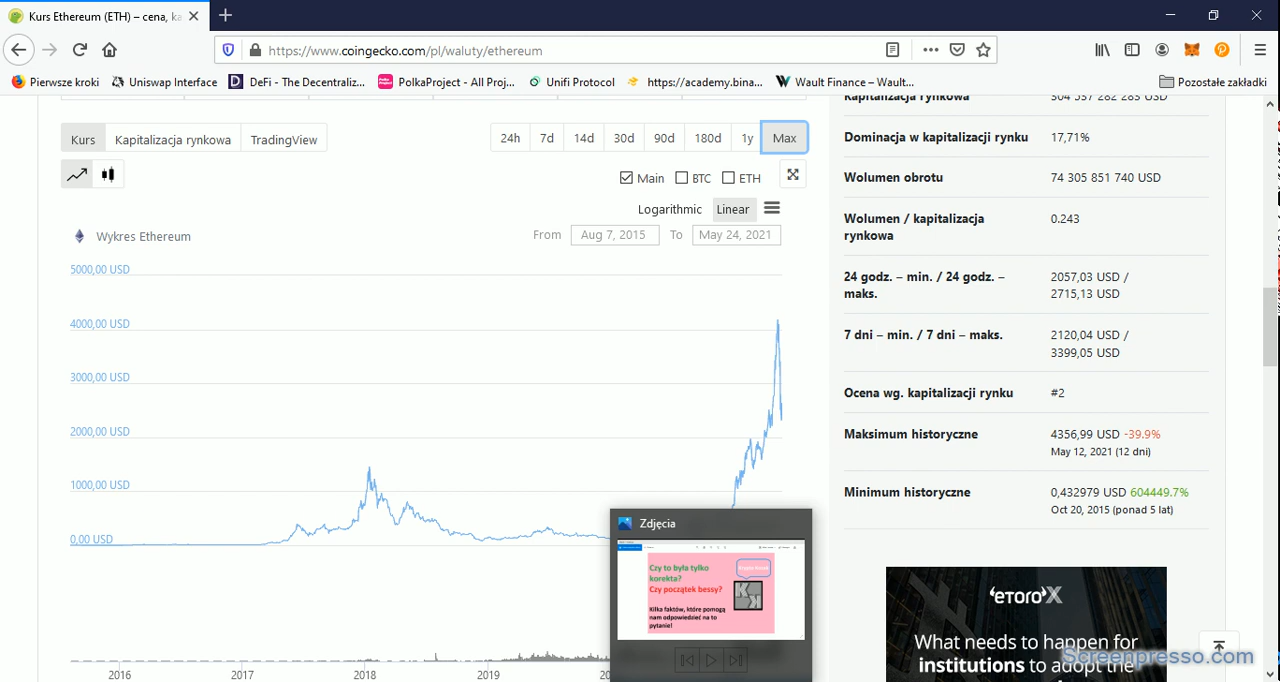 Kurs Ethereum (ETH) – cena, ka
https://www.coingecko.com/pl/waluty/ethereum
Pierwsze kroki
Uniswap Interface
DeFi - The Decentraliz...
PolkaProject - All Proj...
Unifi Protocol
https://academy.bina...
Wault Finance – Wault...
Pozostałe zakładki
Kurs
Kapitalizacja rynkowa
TradingView
24h
7d
14d
30d
90d
180d
1y
Max
Main
BTC
ETH
Logarithmic
Linear
Wykres Ethereum
From
Aug 7, 2015
To
May 24, 2021
5000,00 USD
4000,00 USD
3000,00 USD
2000,00 USD
1000,00 USD
0,00 USD
2016
2017
2018
2019
Kapitalizacja rynkowa
304 537 282 283 USD
Dominacja w kapitalizacji rynku
17,71%
Wolumen obrotu
74 305 851 740 USD
Wolumen / kapitalizacja
rynkowa
0.243
24 godz. – min. / 24 godz. –
maks.
2057,03 USD /
2715,13 USD
7 dni – min. / 7 dni – maks.
2120,04 USD /
3399,05 USD
Ocena wg. kapitalizacji rynku
#2
Maksimum historyczne
4356,99 USD -39.9%
May 12, 2021 (12 dni)
Minimum historyczne
0,432979 USD 604449.7%
Oct 20, 2015 (ponad 5 lat)
Zdjęcia
Czy to była tylko
korekta?
Czy początek bessy?
Kilka faktów, które pomogą
nam odpowiedzieć na to
pytanie!
eToroX
What needs to happen for
institutions to adopt the
Screenpresso.com